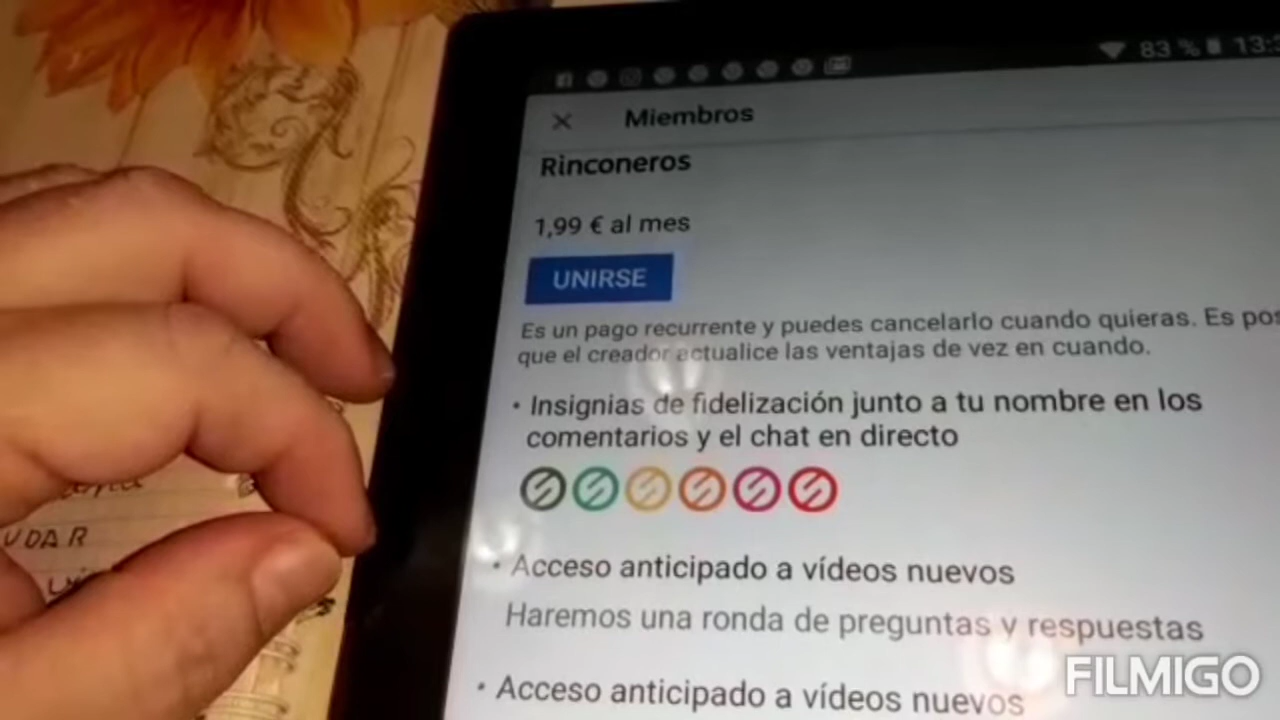 83 %
Miembros
Rinconeros
1,99 € al mes
UNIRSE
Es un pago recurrente y puedes cancelarlo cuando quieras. Es pos
que el creador actualice las ventajas de vez en cuando.
• Insignias de fidelización junto a tu nombre en los
comentarios y el chat en directo
• Acceso anticipado a vídeos nuevos
Haremos una ronda de preguntas y respuestas
• Acceso anticipado a vídeos nuevos
UDAR
FILMIGO